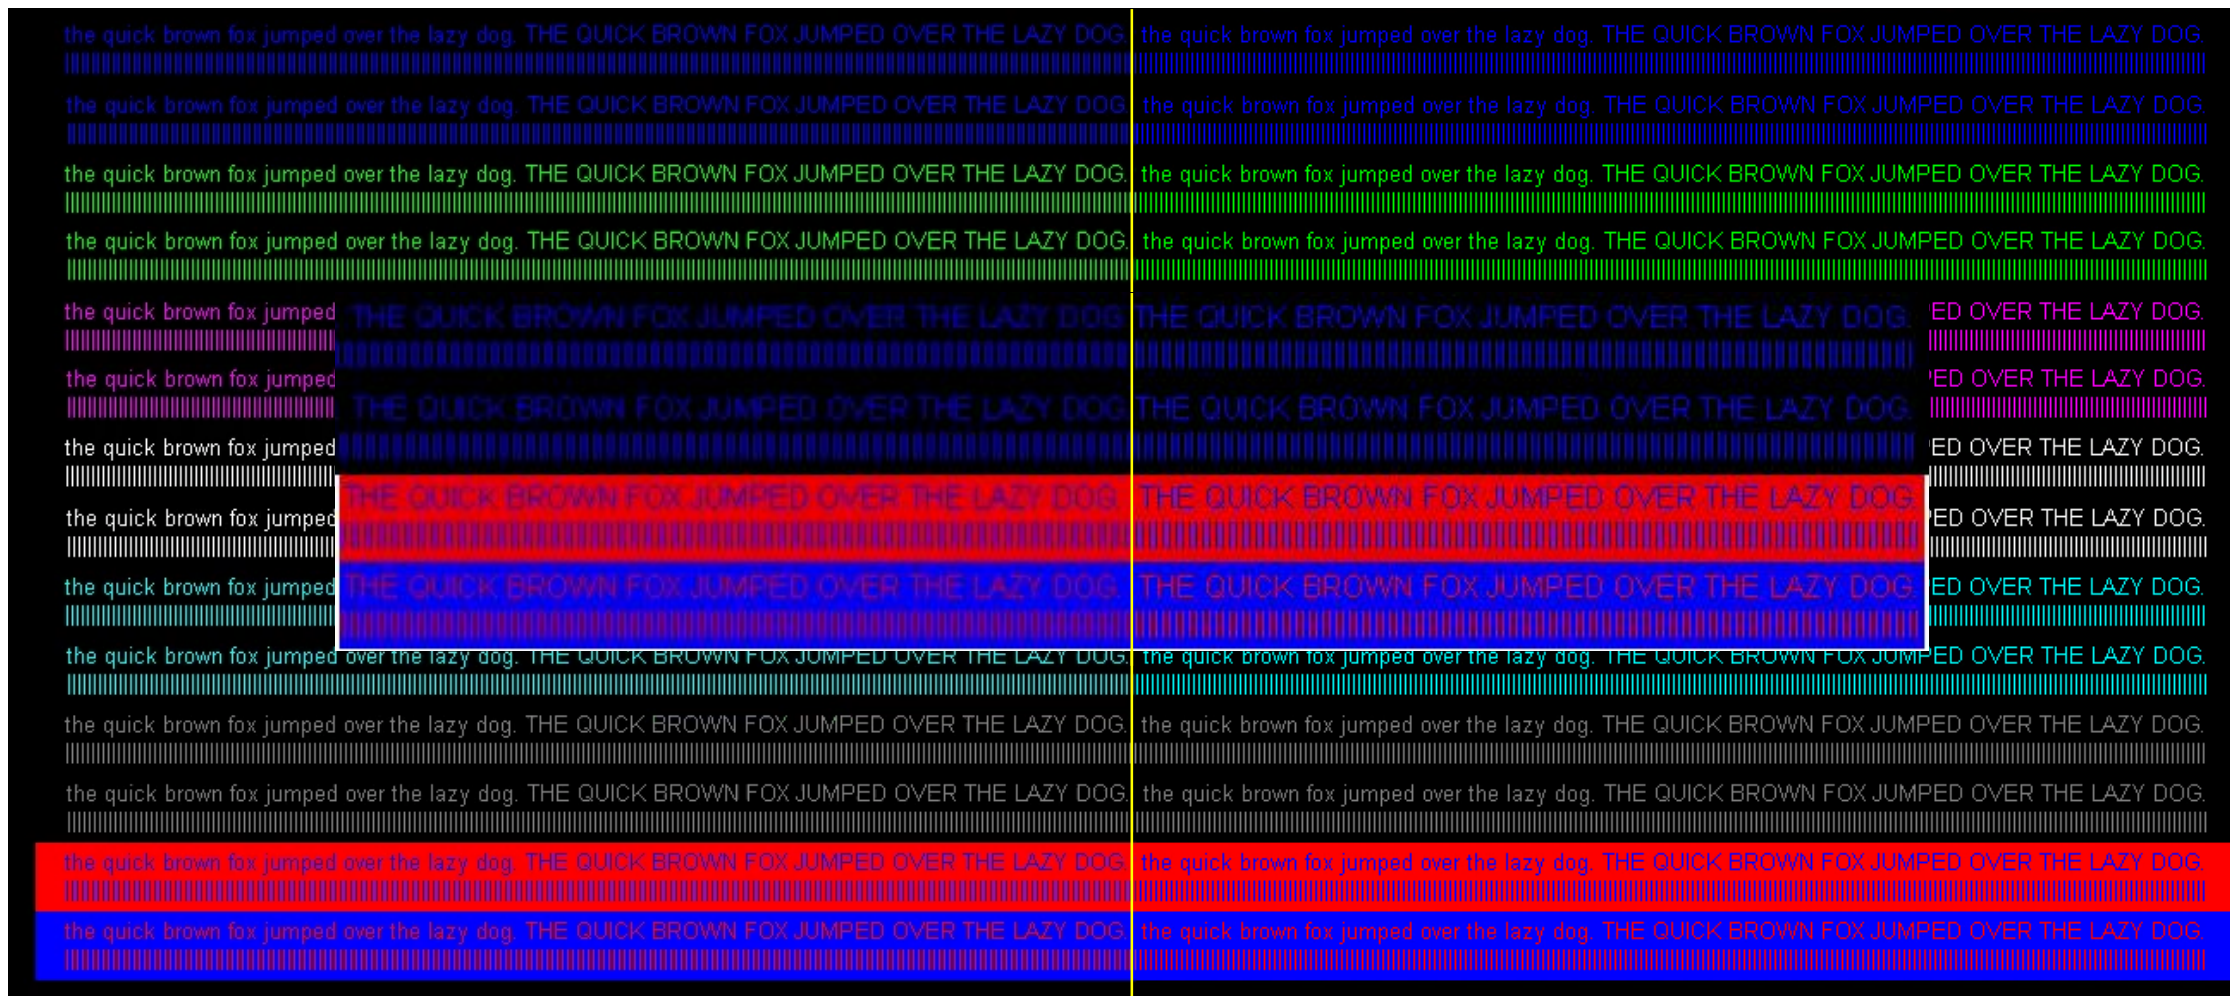 the quick brown fox jumped over the lazy dog. THE QUICK BROWN FOX JUMPED OVER THE LAZY DOG. the quick brown fox jumped over the lazy dog. THE QUICK BROWN FOX JUMPED OVER THE LAZY DOG.
the quick brown fox jumped over the lazy dog. THE QUICK BROWN FOX JUMPED OVER THE LAZY DOG. the quick brown fox jumped over the lazy dog. THE QUICK BROWN FOX JUMPED OVER THE LAZY DOG.
the quick brown fox jumped over the lazy dog. THE QUICK BROWN FOX JUMPED OVER THE LAZY DOG. the quick brown fox jumped over the lazy dog. THE QUICK BROWN FOX JUMPED OVER THE LAZY DOG.
the quick brown fox jumped over the lazy dog. THE QUICK BROWN FOX JUMPED OVER THE LAZY DOG. the quick brown fox jumped over the lazy dog. THE QUICK BROWN FOX JUMPED OVER THE LAZY DOG.
the quick brown fox jumped
THE QUICK BROWN FOX JUMPED OVER THE LAZY DOG THE QUICK BROWN FOX JUMPED OVER THE LAZY DOG.
ED OVER THE LAZY DOG.
the quick brown fox jumped
PED OVER THE LAZY DOG.
THE QUICK BROWN FOX JUMPED OVER THE LAZY DOG THE QUICK BROWN FOX JUMPED OVER THE LAZY DOG.
the quick brown fox jumped
ED OVER THE LAZY DOG.
THE QUICK BROWN FOX JUMPED OVER THE LAZY DOG. THE QUICK BROWN FOX JUMPED OVER THE LAZY DOG.
the quick brown fox jumped
PED OVER THE LAZY DOG.
the quick brown fox jumped
THE QUICK BROWN FOX JUMPED OVER THE LAZY DOG. THE QUICK BROWN FOX JUMPED OVER THE LAZY DOG.
ED OVER THE LAZY DOG.
the quick brown fox jumped over the lazy dog. THE QUICK BROWN FOX JUMPED OVER THE LAZY DOG. the quick brown fox jumped over the lazy dog. THE QUICK BROWN FOX JUMPED OVER THE LAZY DOG.
the quick brown fox jumped over the lazy dog. THE QUICK BROWN FOX JUMPED OVER THE LAZY DOG. the quick brown fox jumped over the lazy dog. THE QUICK BROWN FOX JUMPED OVER THE LAZY DOG.
the quick brown fox jumped over the lazy dog. THE QUICK BROWN FOX JUMPED OVER THE LAZY DOG. the quick brown fox jumped over the lazy dog. THE QUICK BROWN FOX JUMPED OVER THE LAZY DOG.
the quick brown fox jumped over the lazy dog. THE QUICK BROWN FOX JUMPED OVER THE LAZY DOG. the quick brown fox jumped over the lazy dog. THE QUICK BROWN FOX JUMPED OVER THE LAZY DOG.
the quick brown fox jumped over the lazy dog. THE QUICK BROWN FOX JUMPED OVER THE LAZY DOG. the quick brown fox jumped over the lazy dog. THE QUICK BROWN FOX JUMPED OVER THE LAZY DOG.